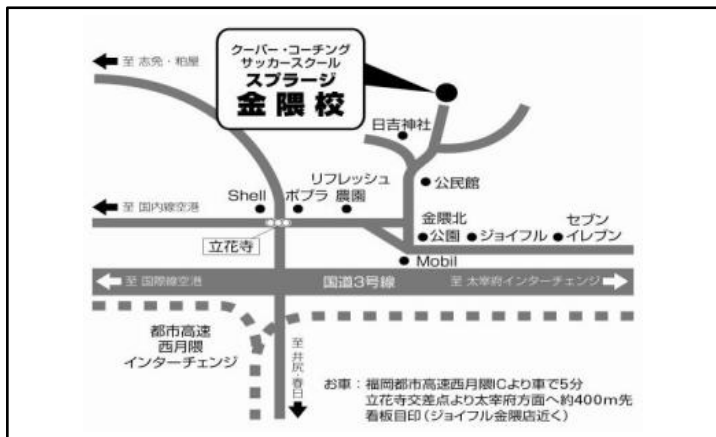 クーバー・コーチング
サッカースクール
スプラージ
金隈校
至 志免・粕屋
日吉神社
リフレッシュ
農園
公民館
Shell
ポプラ
至 国内線空港
立花寺
金隈北
公園
ジョイフル
セブン
イレブン
Mobil
至 国際線空港
国道3号線
至 太宰府インターチェンジ
都市高速
西月隈
インターチェンジ
至 井尻・春日
お車：福岡都市高速西月隈ICより車で5分
立花寺交差点より太宰府方面へ約400m先
看板目印(ジョイフル金隈店近く)